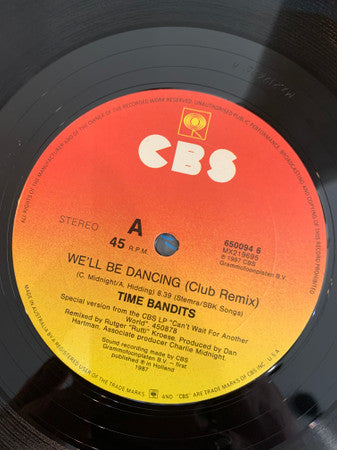 ALL RIGHTS OF THE MANUFACTURER AND OF THE OWNER OF THE RECORDED WORK RESERVED. UNAUTHORISED PUBLIC PERFORMANCE, BROADCASTING AND COPYING OF THIS RECORD PROHIBITED
CBS
STEREO
A
45 R.P.M.
650094 6
MX219695
℗ 1987 CBS
Grammofoonplaten B.V.
WE'LL BE DANCING (Club Remix)
(C. Midnight/A. Hidding) 6.39 (Stemra/SBK Songs)
TIME BANDITS
Special version from the CBS LP "Can't Wait For Another
World" 450878
Remixed by Rutger "Rutti" Kroese. Produced by Dan
Hartman. Associate producer Charlie Midnight.
Sound recording made by CBS
Grammofoonplaten B.V. – first
published in Holland
1987
MADE IN AUSTRALIA BY A REGISTERED USER OF THE TRADE MARKS. AND "CBS" ARE TRADE MARKS OF CBS INC.